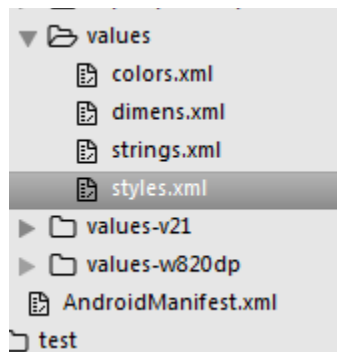 values
colors.xml
dimens.xml
strings.xml
styles.xml
values-v21
values-w820dp
AndroidManifest.xml
test